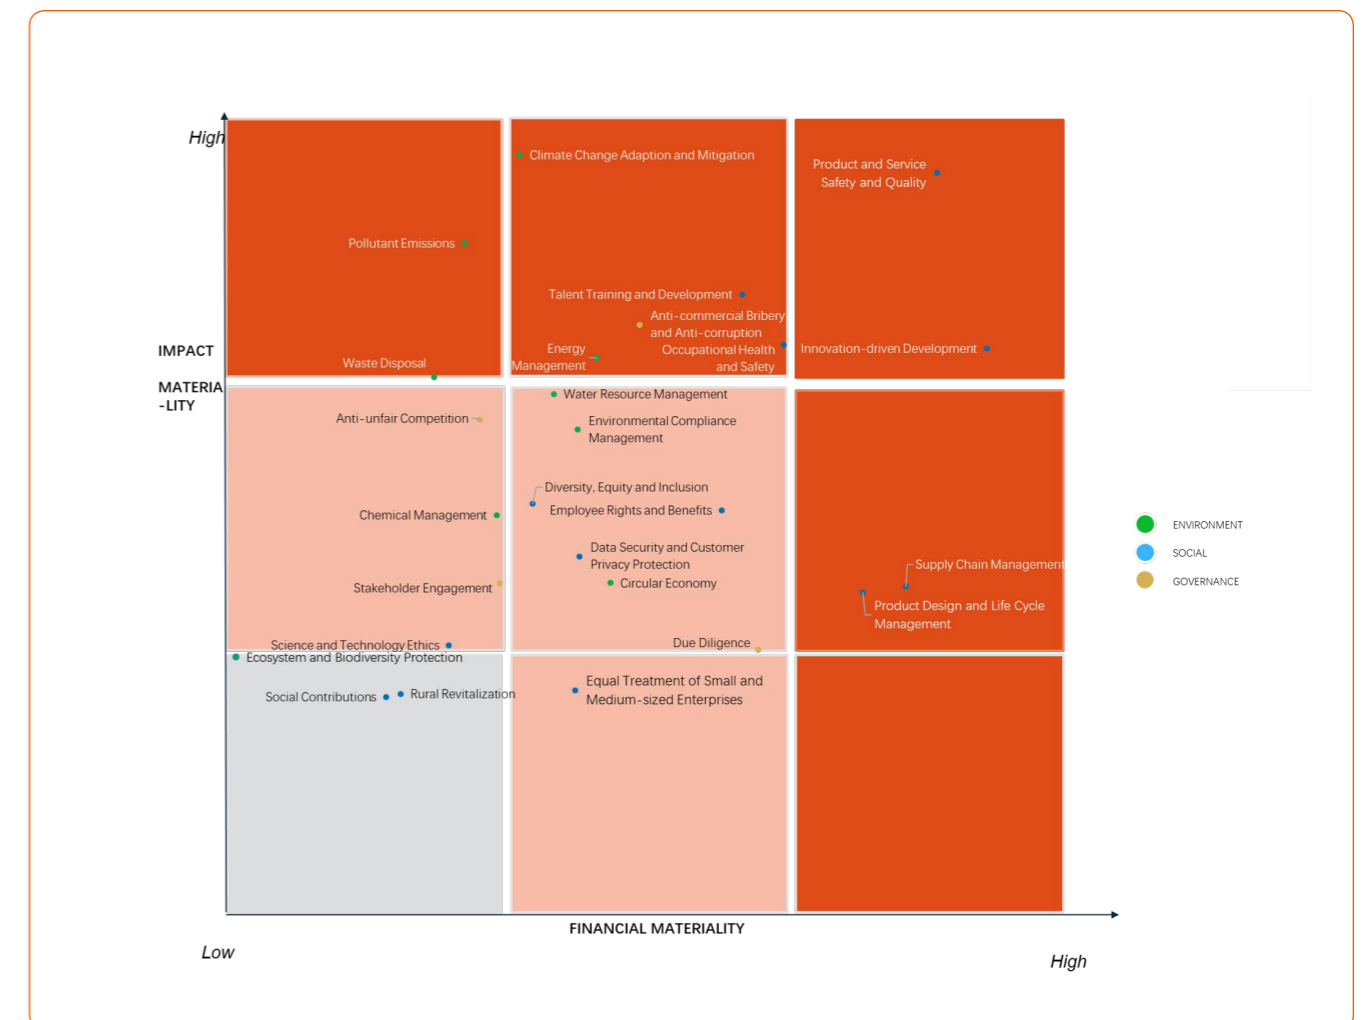 High
Climate Change Adaption and Mitigation
Product and Service
Safety and Quality
Pollutant Emissions
Talent Training and Development
Anti-commercial Bribery
and Anti-corruption
Energy
Management
Occupational Health
and Safety
Innovation-driven Development
IMPACT
MATERIA
-LITY
Waste Disposal
Water Resource Management
Anti-unfair Competition
Environmental Compliance
Management
Diversity, Equity and Inclusion
Employee Rights and Benefits
Chemical Management
Data Security and Customer
Privacy Protection
Circular Economy
Stakeholder Engagement
Supply Chain Management
Product Design and Life Cycle
Management
Due Diligence
Science and Technology Ethics
Ecosystem and Biodiversity Protection
Social Contributions
Rural Revitalization
Equal Treatment of Small and
Medium-sized Enterprises
ENVIRONMENT
SOCIAL
GOVERNANCE
FINANCIAL MATERIALITY
Low
High